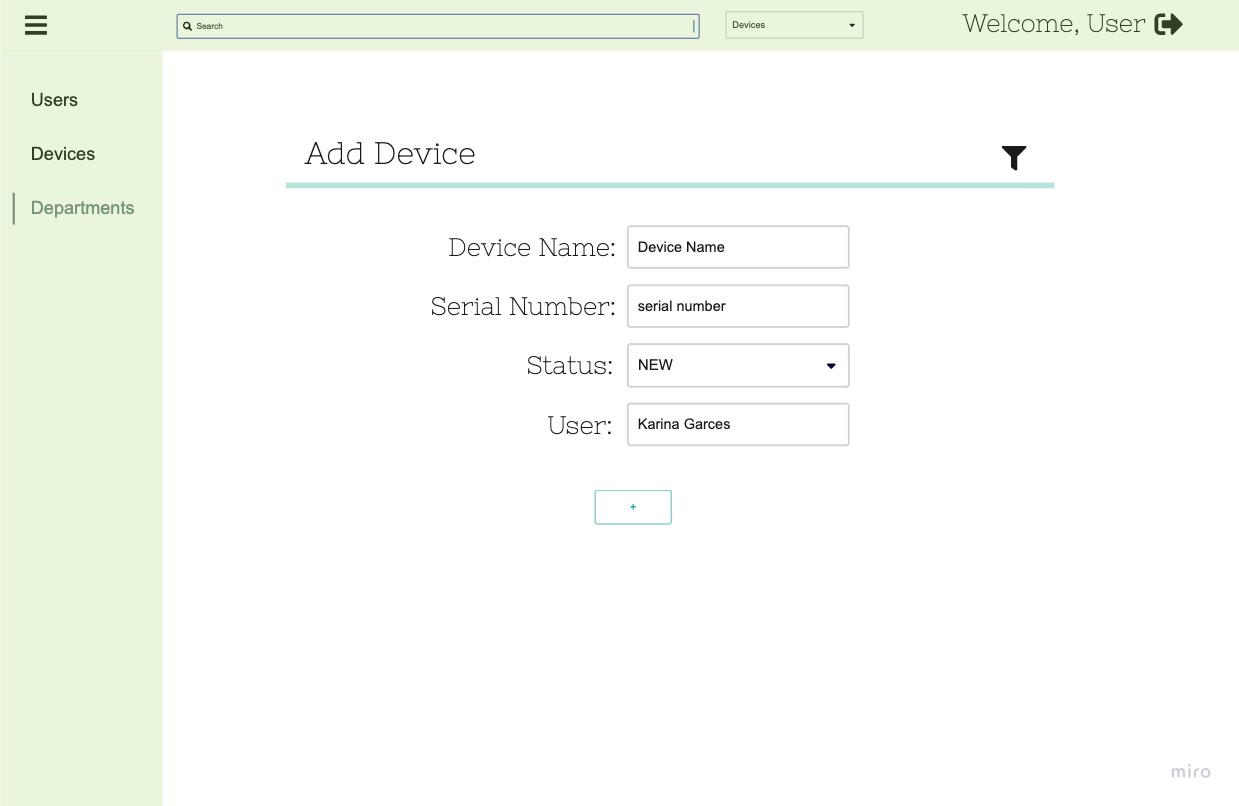 Search
Devices
Welcome, User
Users
Devices
Departments
Add Device
Device Name: Device Name
Serial Number: serial number
Status: NEW
User: Karina Garces
+
miro